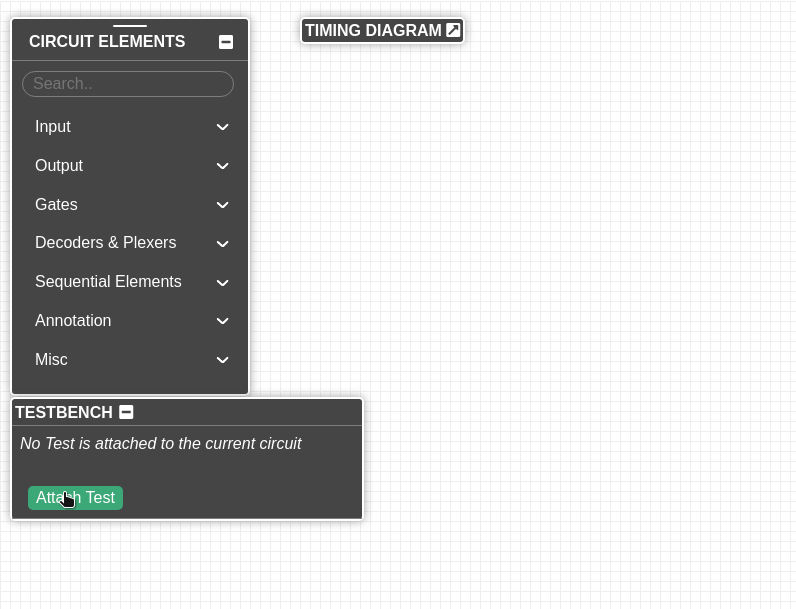 CIRCUIT ELEMENTS
TIMING DIAGRAM
Search..
Input
Output
Gates
Decoders & Plexers
Sequential Elements
Annotation
Misc
TESTBENCH
No Test is attached to the current circuit
Attach Test